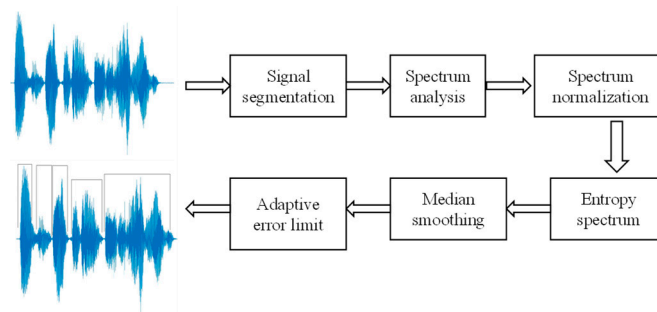 Signal
segmentation
Spectrum
analysis
Spectrum
normalization
Adaptive
error limit
Median
smoothing
Entropy
spectrum